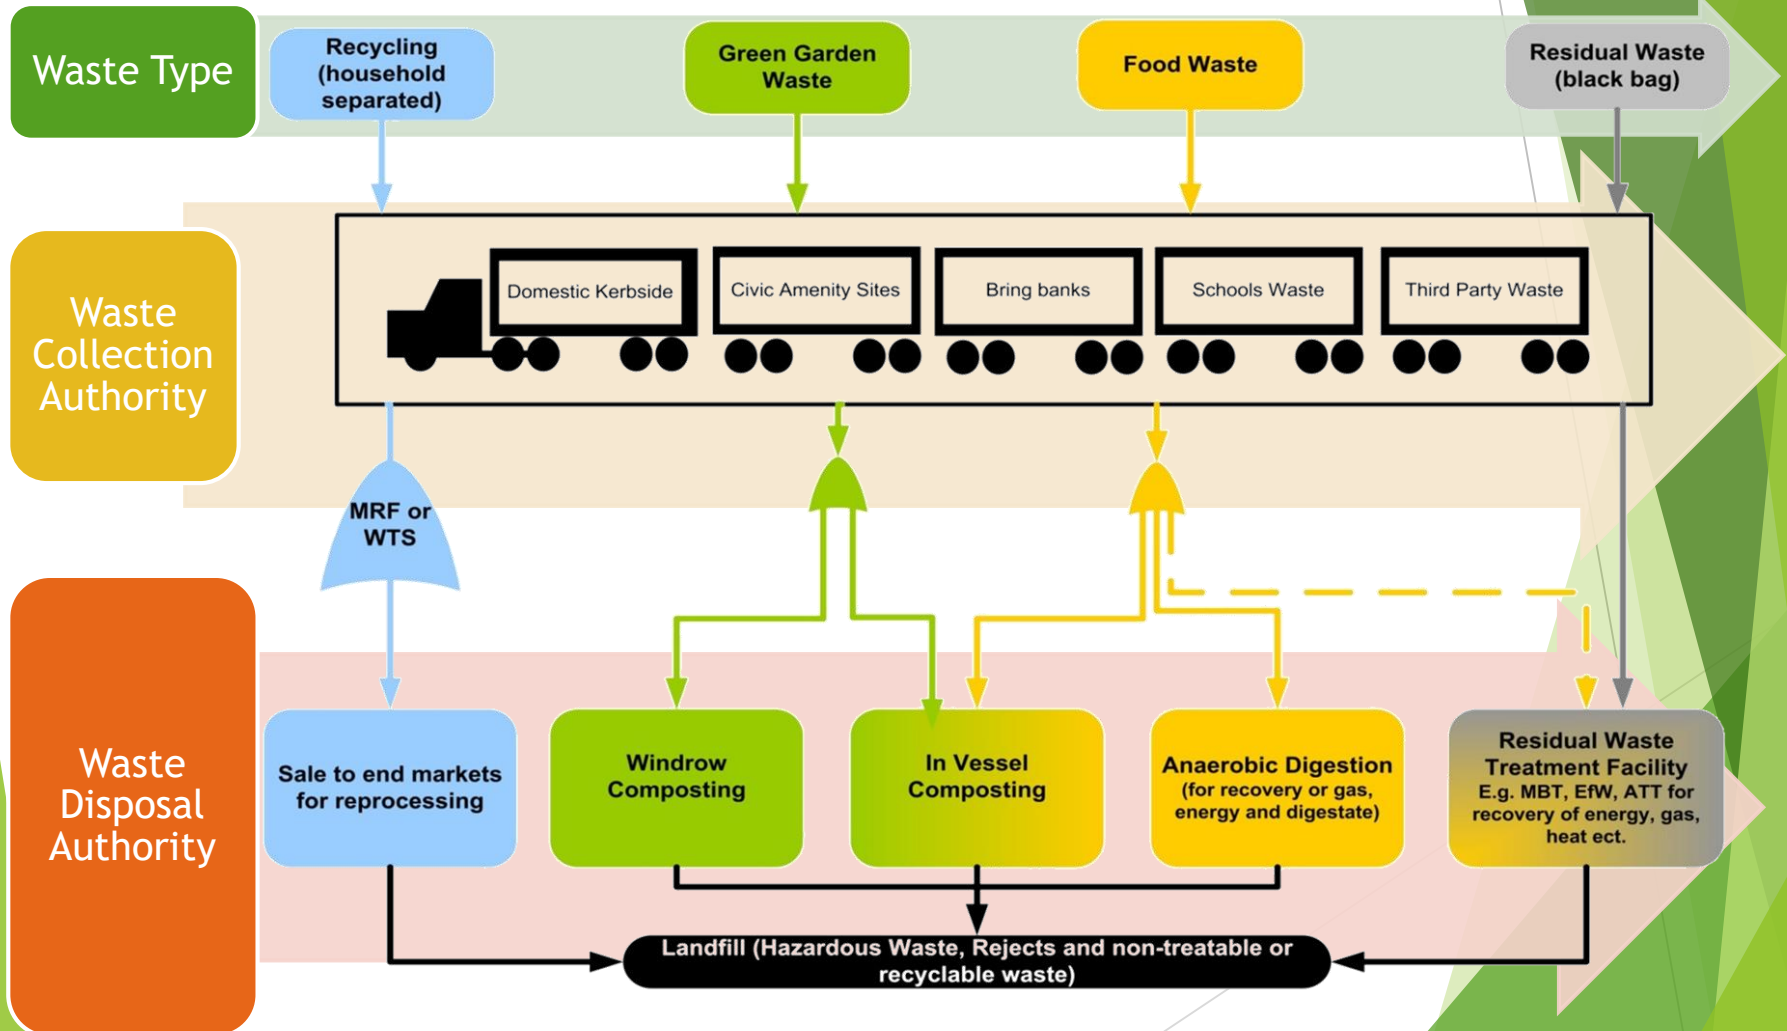 Waste Type
Recycling
(household
separated)
Green Garden
Waste
Food Waste
Residual Waste
(black bag)
Waste
Collection
Authority
Domestic Kerbside
Civic Amenity Sites
Bring banks
Schools Waste
Third Party Waste
MRF or
WTS
Waste
Disposal
Authority
Sale to end markets
for reprocessing
Windrow
Composting
In Vessel
Composting
Anaerobic Digestion
(for recovery or gas,
energy and digestate)
Residual Waste
Treatment Facility
E.g. MBT, EfW, ATT for
recovery of energy, gas,
heat ect.
Landfill (Hazardous Waste, Rejects and non-treatable or
recyclable waste)